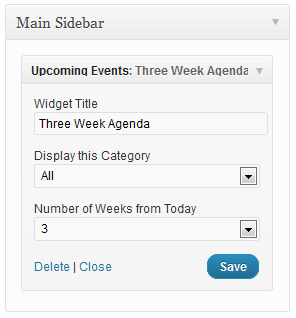 Main Sidebar
Upcoming Events: Three Week Agenda
Widget Title
Three Week Agenda
Display this Category
All
Number of Weeks from Today
3
Delete | Close Save